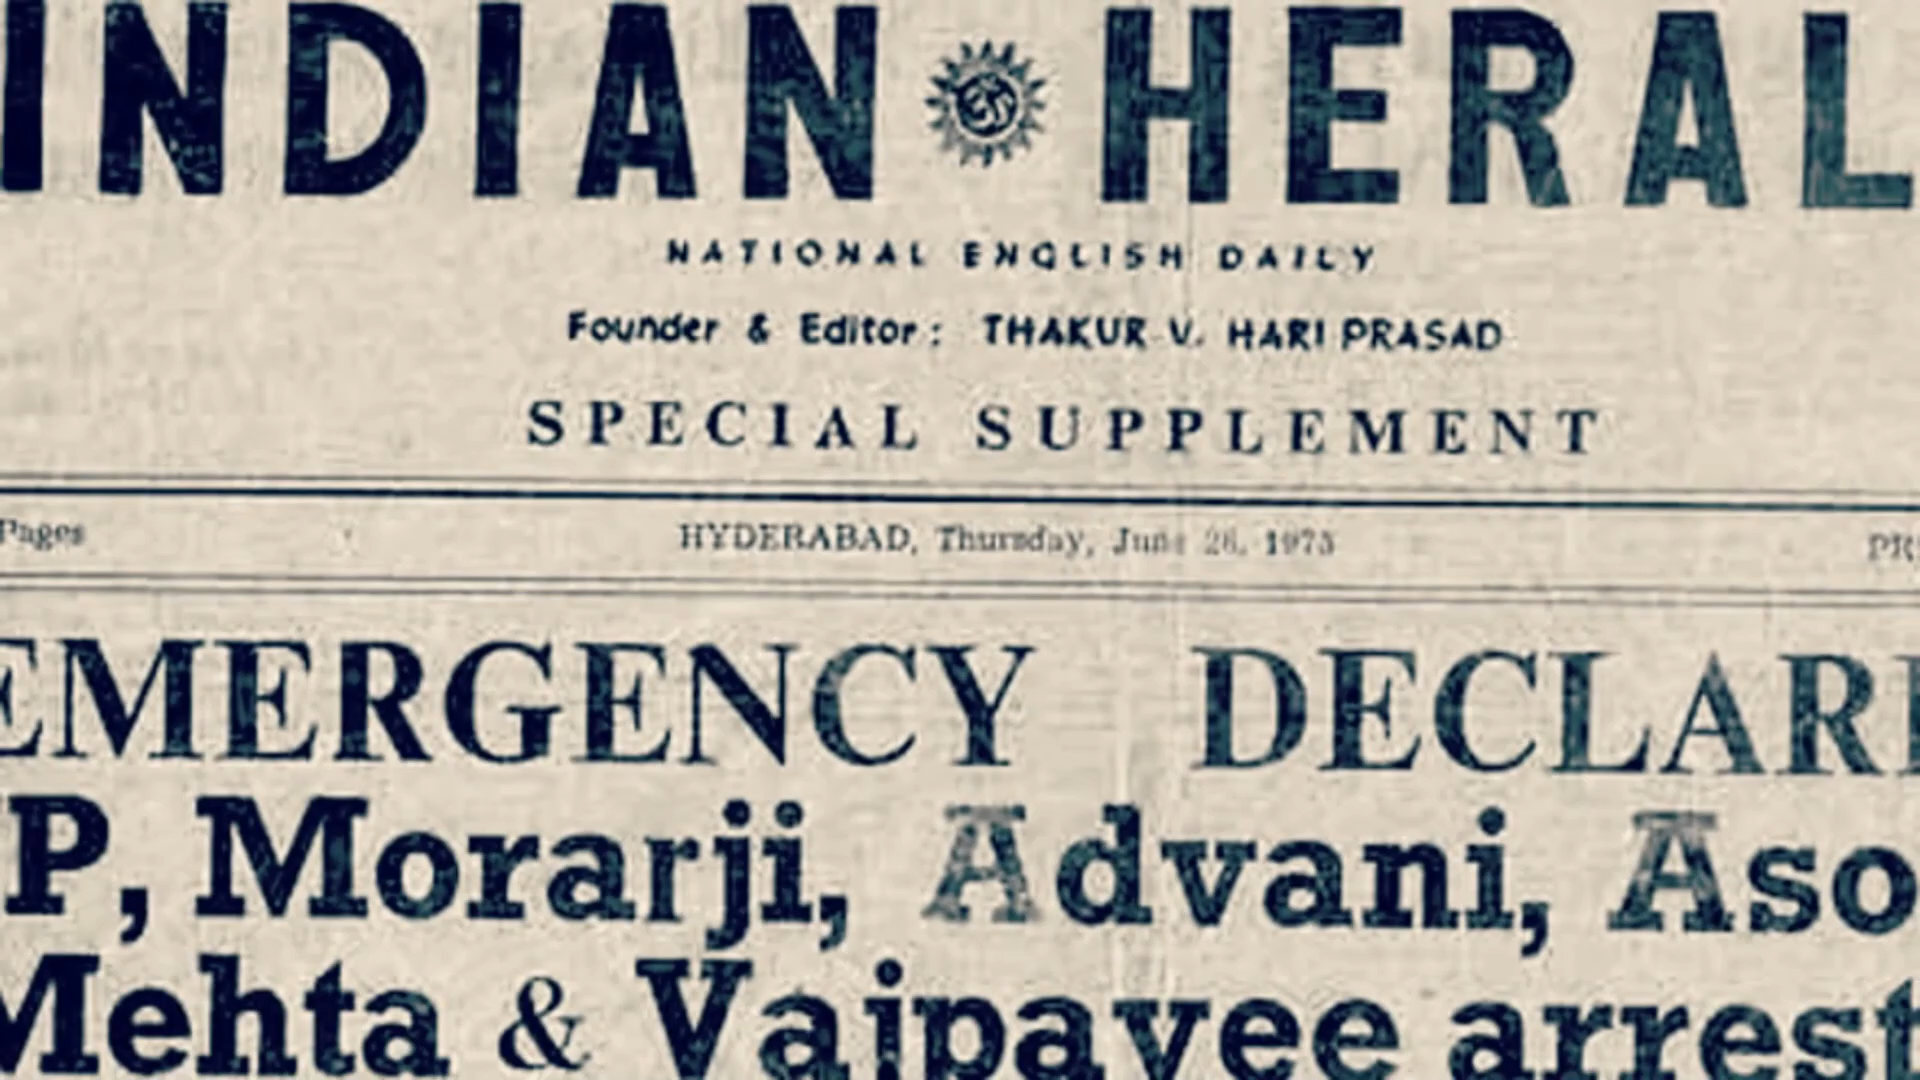 INDIAN HERAL
NATIONAL ENGLISH DAILY
Founder & Editor: THAKUR V. HARI PRASAD
SPECIAL SUPPLEMENT
Pages HYDERABAD, Thursday, June 26, 1975 PR
EMERGENCY DECLAR
P, Morarji, Advani, Aso
Mehta & Vajpayee arrest